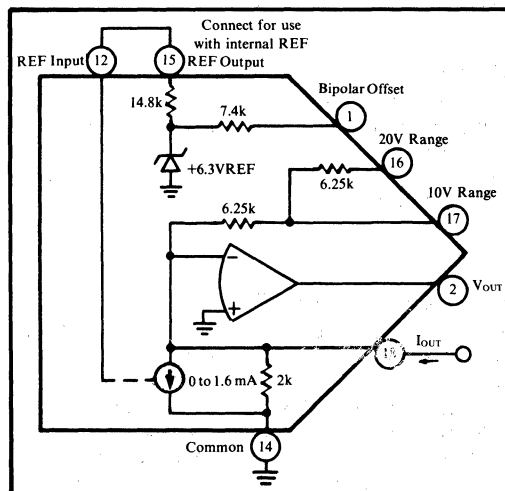 Connect for use
with internal REF
REF Input 12 15 REF Output
14.8k
7.4k
Bipolar Offset
1
20V Range
16
+6.3VREF
6.25k
10V Range
6.25k
17
−
+
2 VOUT
18 IOUT
0 to 1.6 mA 2k
Common 14